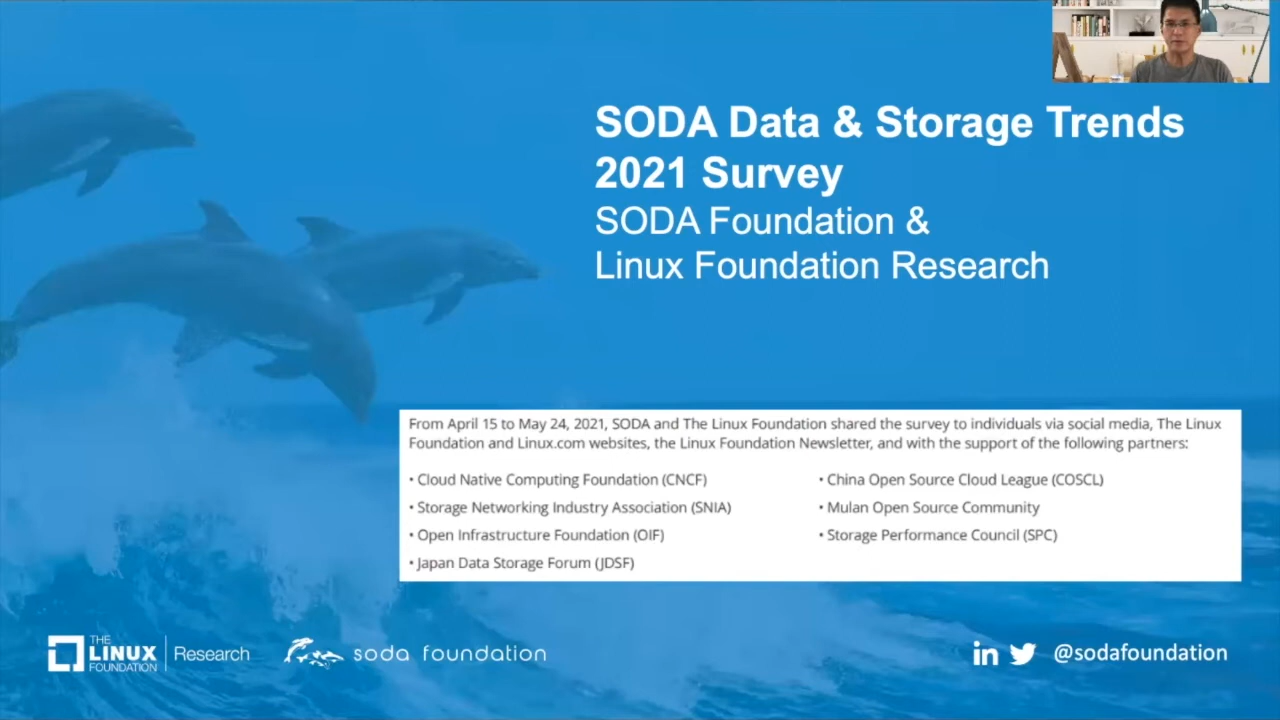 SODA Data & Storage Trends
2021 Survey
SODA Foundation &
Linux Foundation Research
From April 15 to May 24, 2021, SODA and The Linux Foundation shared the survey to individuals via social media, The Linux
Foundation and Linux.com websites, the Linux Foundation Newsletter, and with the support of the following partners:
• Cloud Native Computing Foundation (CNCF)
• Storage Networking Industry Association (SNIA)
• Open Infrastructure Foundation (OIF)
• Japan Data Storage Forum (JDSF)
• China Open Source Cloud League (COSCL)
• Mulan Open Source Community
• Storage Performance Council (SPC)
THE
LINUX
FOUNDATION
Research
soda foundation
in
@sodafoundation